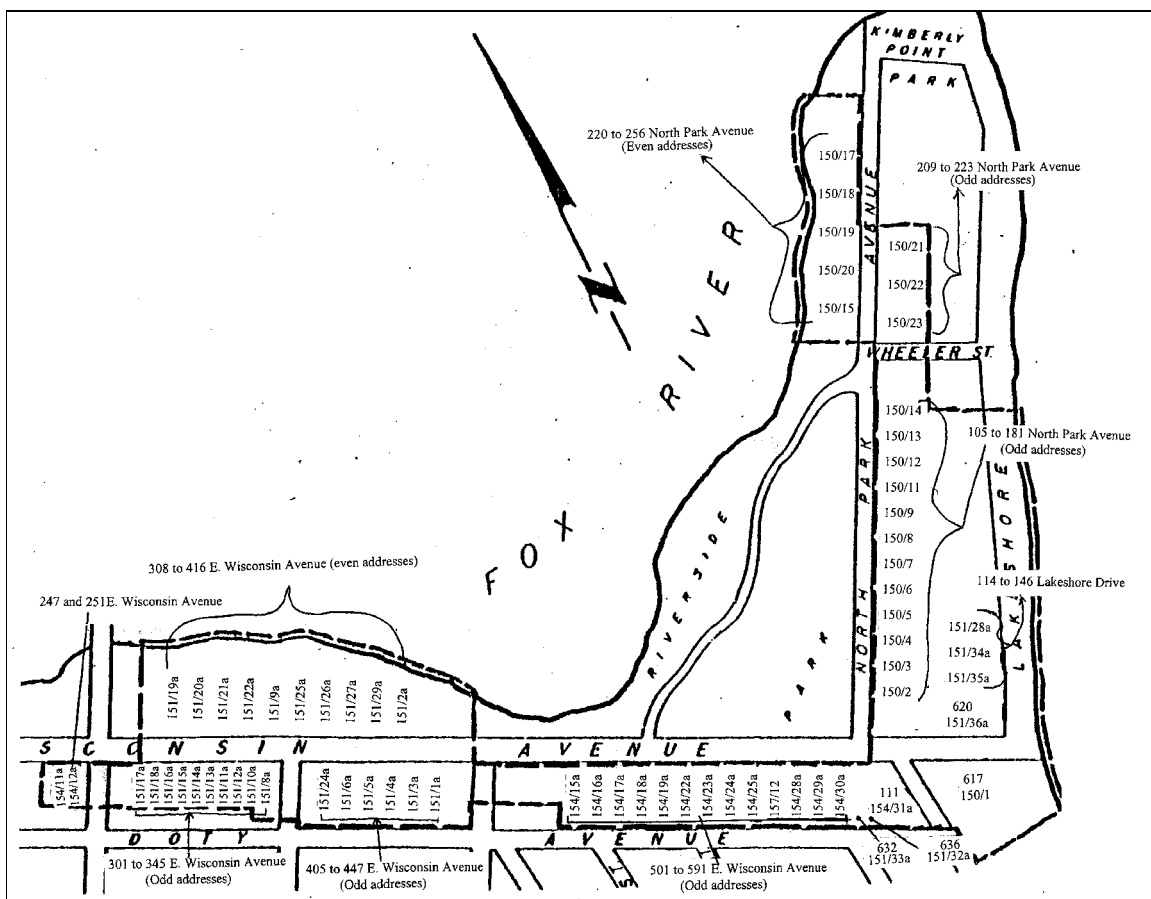 KIMBERLY
POINT
PARK
220 to 256 North Park Avenue
(Even addresses)
209 to 223 North Park Avenue
(Odd addresses)
150/17
150/18
150/19
150/20
150/15
AVENUE
150/21
150/22
150/23
WHEELER ST.
RIVER
FOX
N
150/14
150/13
150/12
150/11
150/9
150/8
150/7
150/6
150/5
150/4
150/3
150/2
105 to 181 North Park Avenue
(Odd addresses)
NORTH PARK
RIVERSIDE
PARK
LAKESHORE
114 to 146 Lakeshore Drive
151/28a
151/34a
151/35a
620
151/36a
308 to 416 E. Wisconsin Avenue (even addresses)
247 and 251E. Wisconsin Avenue
151/19a
151/20a
151/21a
151/22a
151/9a
151/25a
151/26a
151/27a
151/29a
151/2a
SCONSIN AVENUE
154/11a
154/12a
151/17a
151/18a
151/16a
151/15a
151/14a
151/13a
151/11a
151/12a
151/10a
151/8a
151/24a
151/6a
151/5a
151/4a
151/3a
151/1a
154/15a
154/16a
154/17a
154/18a
154/19a
154/22a
154/23a
154/24a
154/25a
157/12
154/28a
154/29a
154/30a
111
154/31a
617
150/1
DOTY AVENUE
632
151/33a
636
151/32a
301 to 345 E. Wisconsin Avenue
(Odd addresses)
405 to 447 E. Wisconsin Avenue
(Odd addresses)
501 to 591 E. Wisconsin Avenue
(Odd addresses)